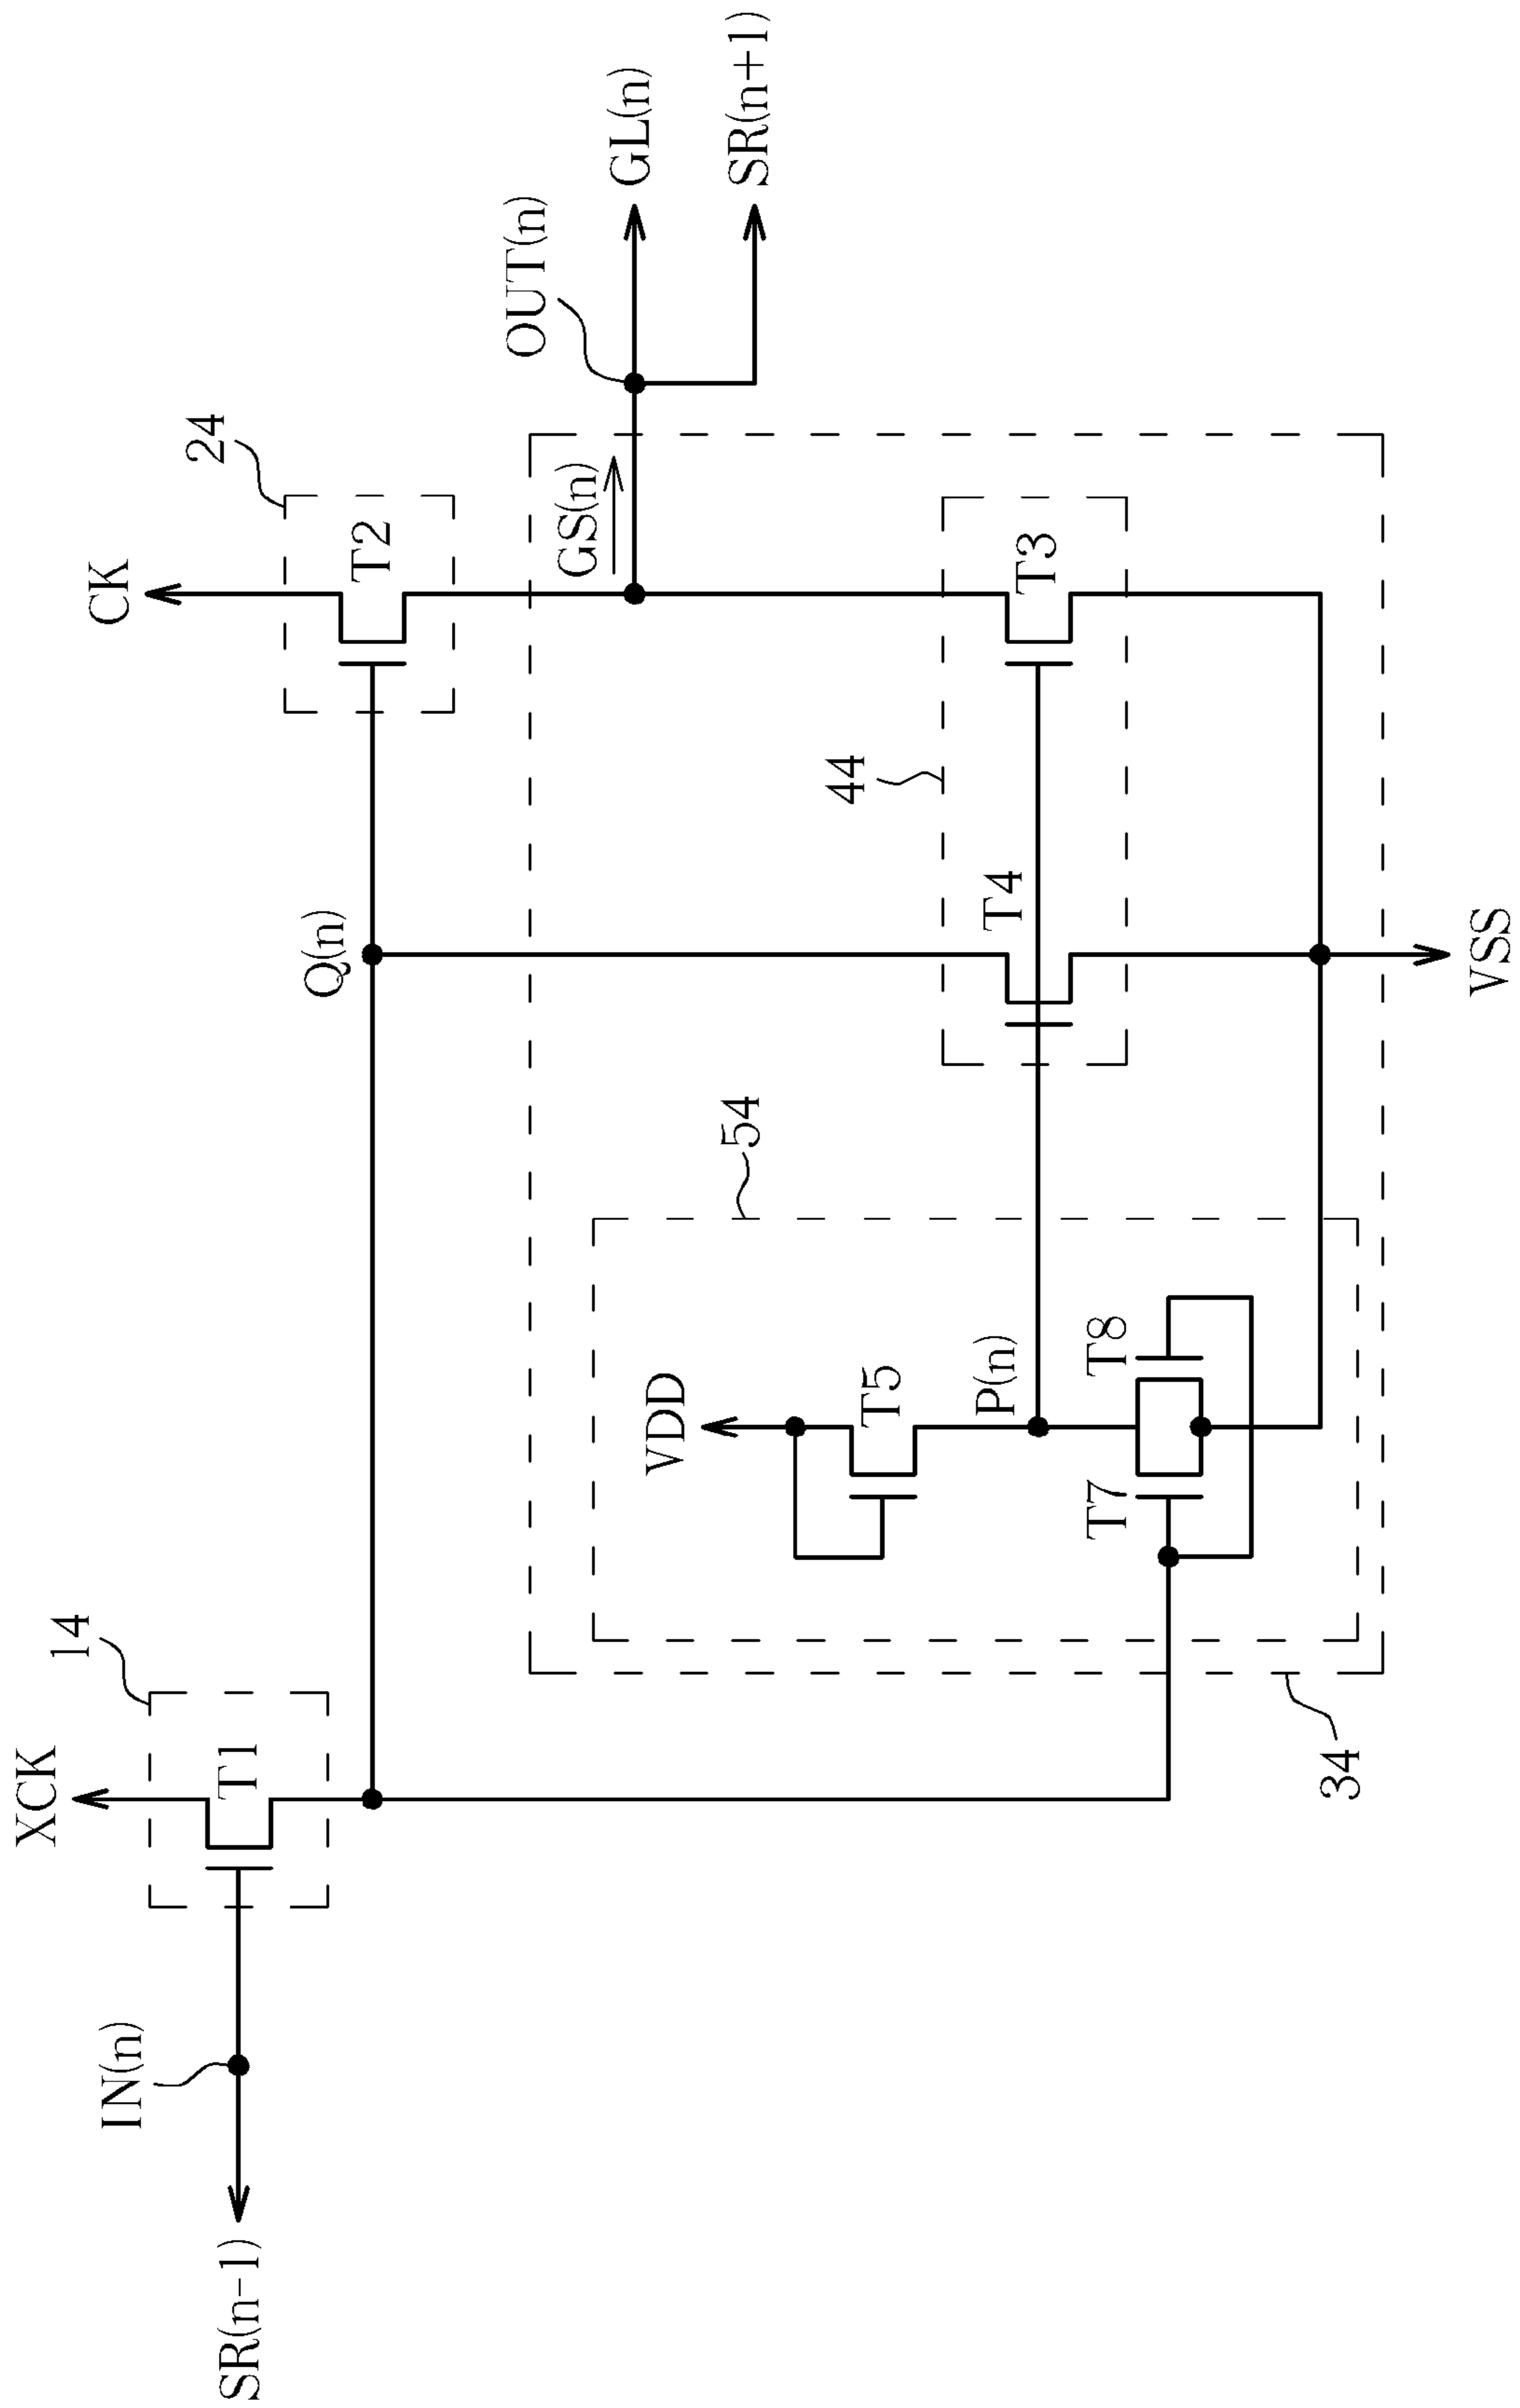 SR(n-1)
IN(n)
XCK
T1
14
Q(n)
CK
T2
24
OUT(n)
GL(n)
SR(n+1)
GS(n)
VDD
T5
P(n)
T7
T8
54
44
T4
T3
34
VSS